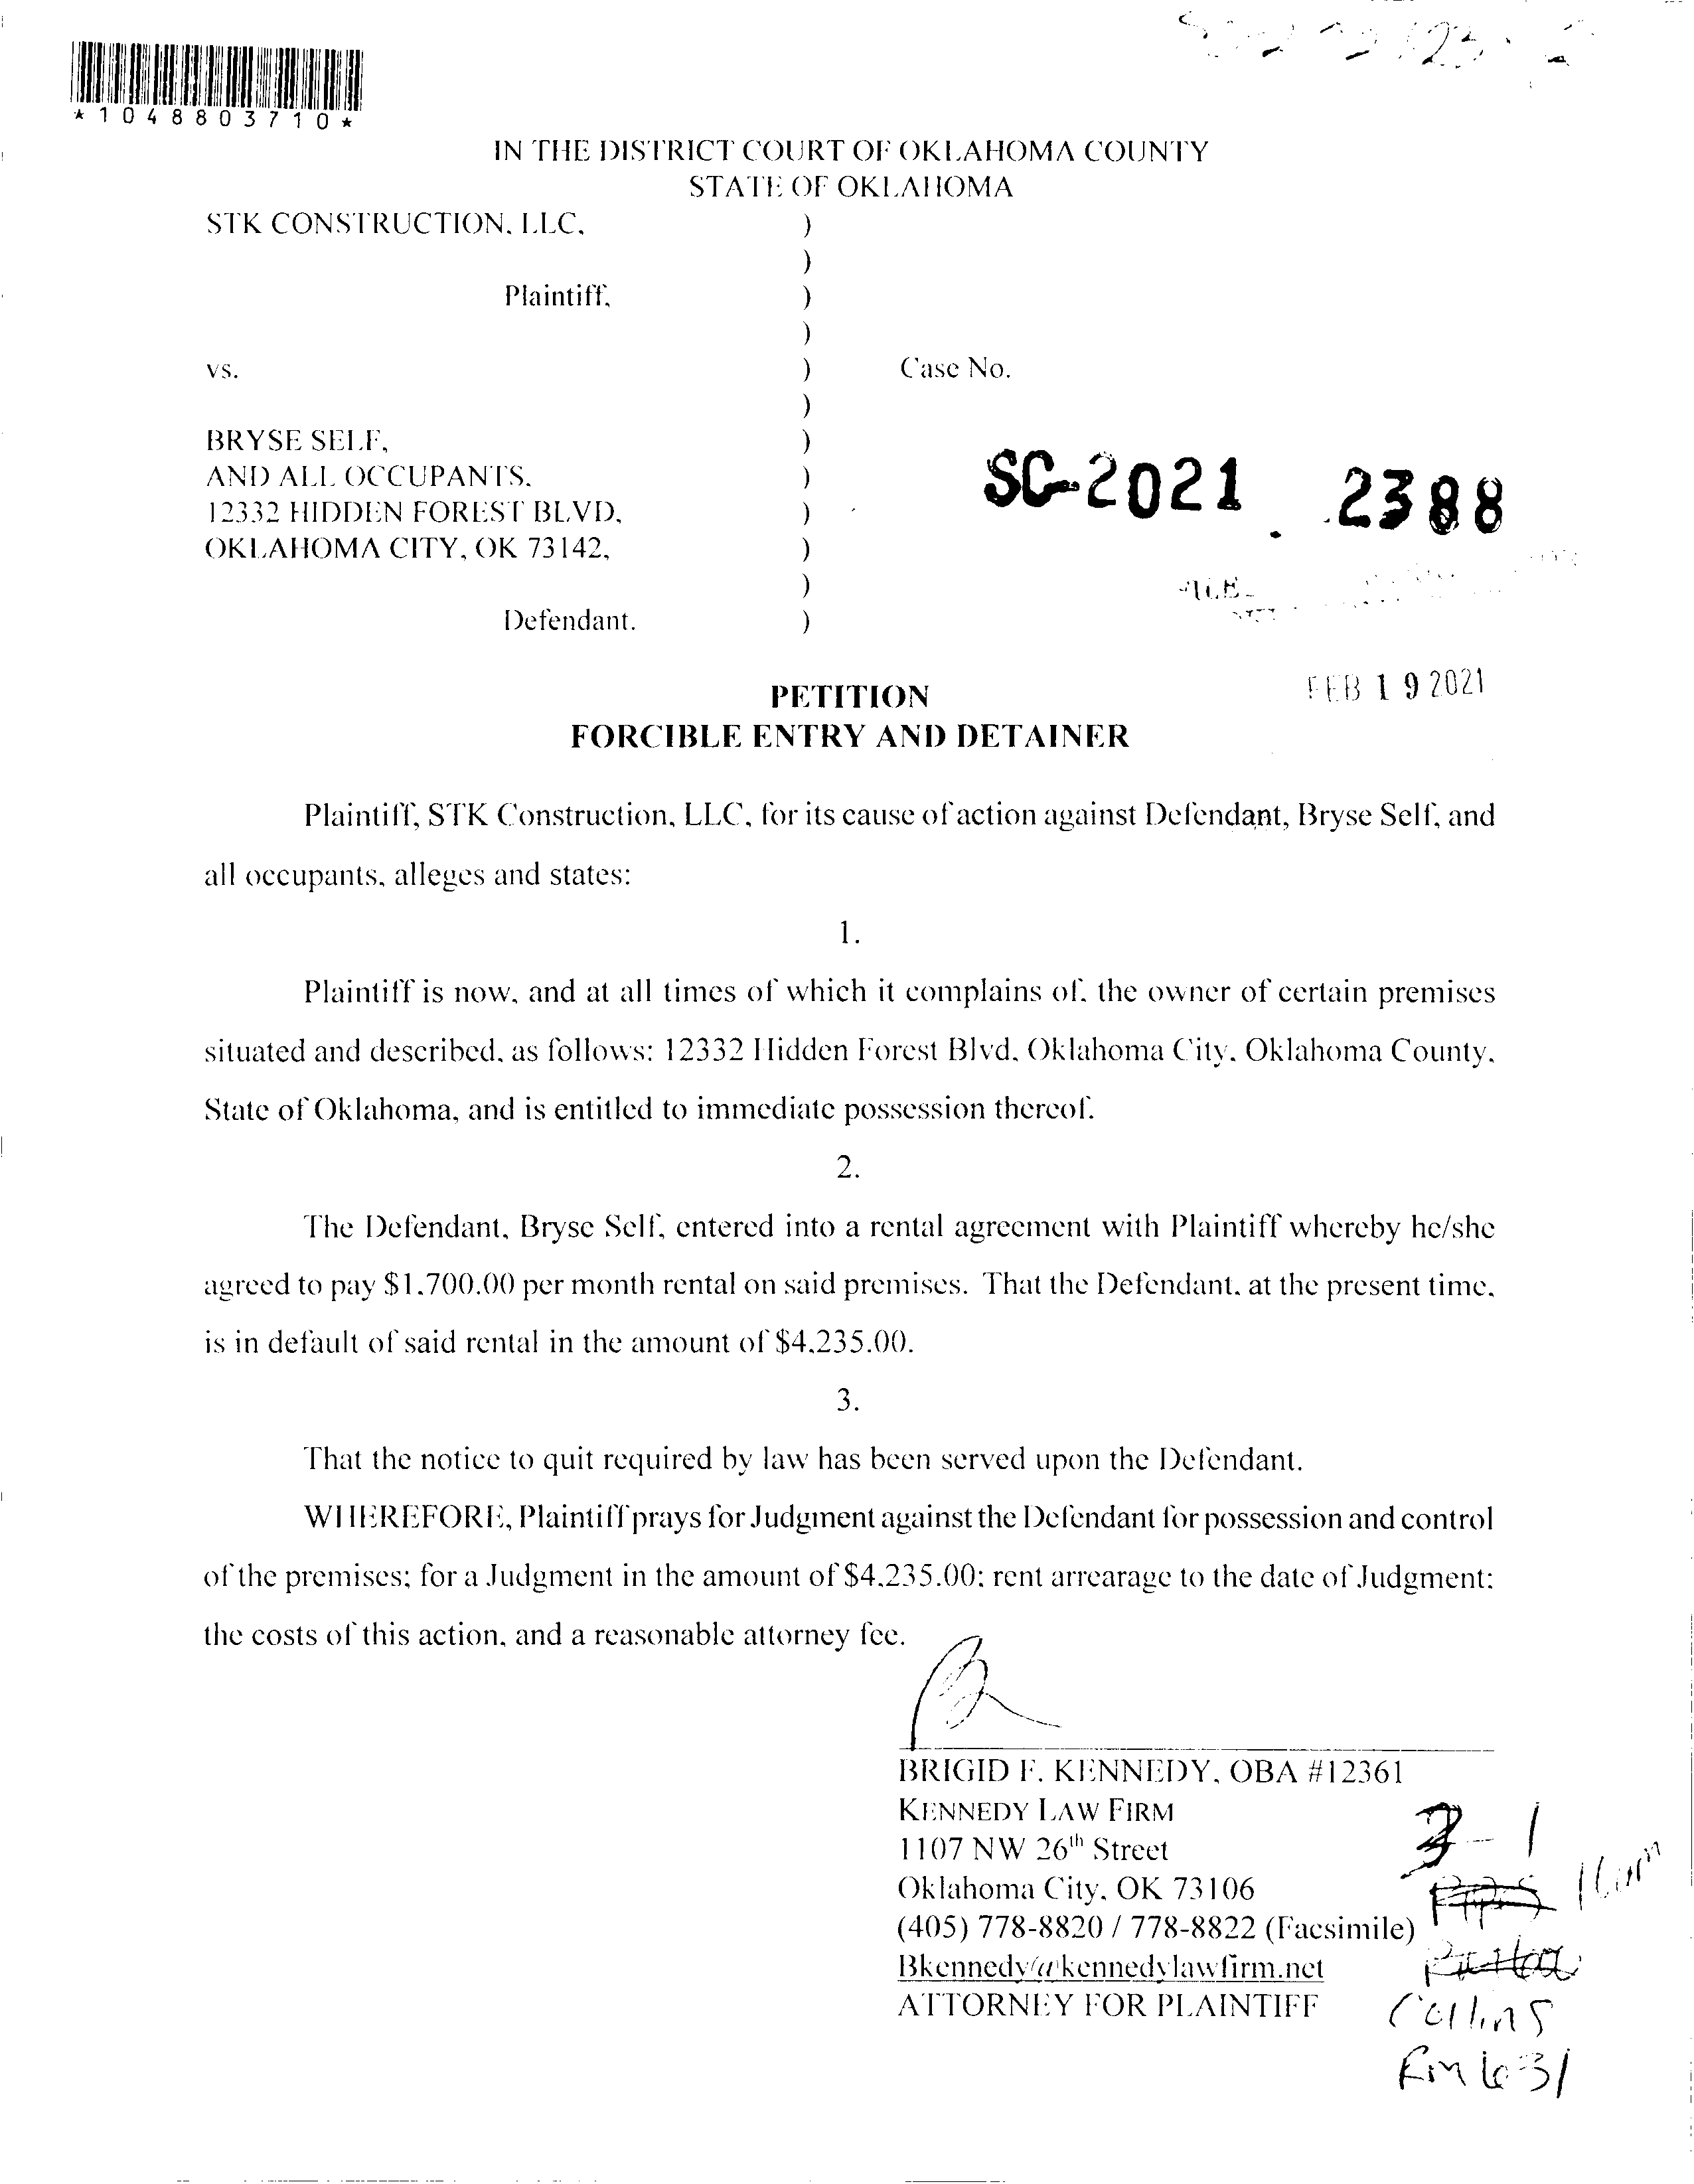 *1048803710*
IN THE DISTRICT COURT OF OKLAHOMA COUNTY
STATE OF OKLAHOMA
STK CONSTRUCTION, LLC, )
)
Plaintiff, )
)
vs. ) Case No.
)
BRYSE SELF, )
AND ALL OCCUPANTS, ) SC-2021 2388
12332 HIDDEN FOREST BLVD, )
OKLAHOMA CITY, OK 73142, )
)
Defendant. )
FEB 19 2021
PETITION
FORCIBLE ENTRY AND DETAINER
Plaintiff, STK Construction, LLC, for its cause of action against Defendant, Bryse Self, and
all occupants, alleges and states:
1.
Plaintiff is now, and at all times of which it complains of, the owner of certain premises
situated and described, as follows: 12332 Hidden Forest Blvd, Oklahoma City, Oklahoma County,
State of Oklahoma, and is entitled to immediate possession thereof.
2.
The Defendant, Bryse Self, entered into a rental agreement with Plaintiff whereby he/she
agreed to pay $1,700.00 per month rental on said premises. That the Defendant, at the present time,
is in default of said rental in the amount of $4,235.00.
3.
That the notice to quit required by law has been served upon the Defendant.
WHEREFORE, Plaintiff prays for Judgment against the Defendant for possession and control
of the premises; for a Judgment in the amount of $4,235.00; rent arrearage to the date of Judgment;
the costs of this action, and a reasonable attorney fee.
BRIGID F. KENNEDY, OBA #12361
KENNEDY LAW FIRM
1107 NW 26th Street
Oklahoma City, OK 73106
(405) 778-8820 / 778-8822 (Facsimile)
Bkennedy@kennedylawfirm.net
ATTORNEY FOR PLAINTIFF
3-1
Collins
Rm 631